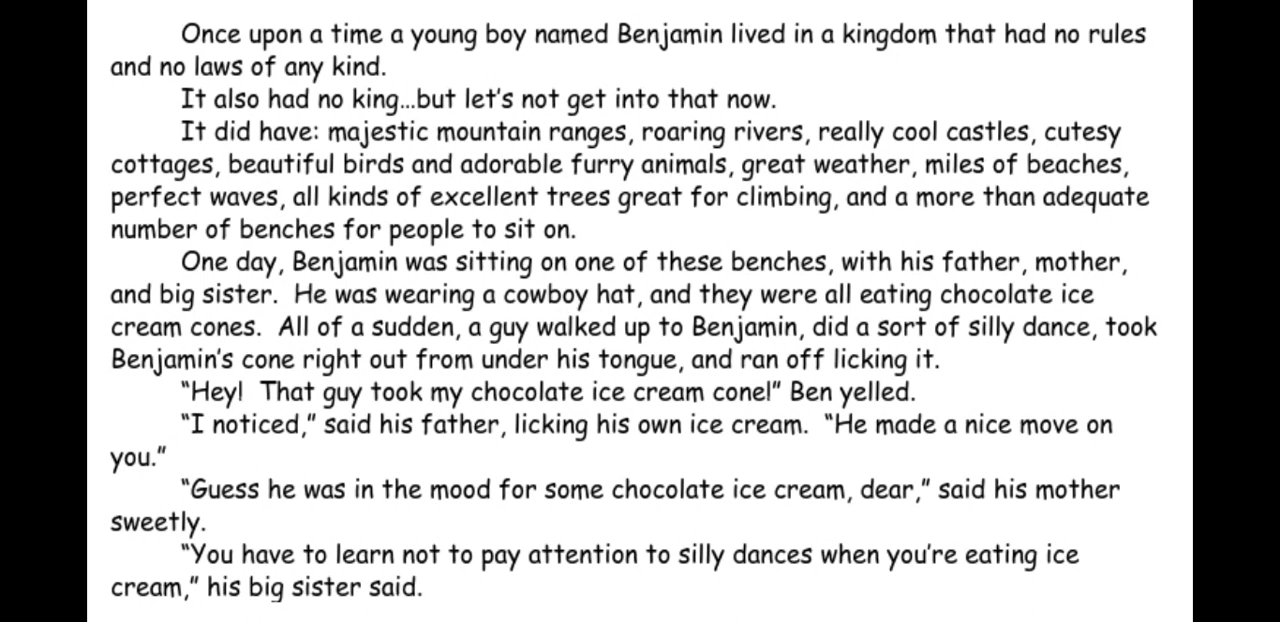 Once upon a time a young boy named Benjamin lived in a kingdom that had no rules
and no laws of any kind.
It also had no king...but let's not get into that now.
It did have: majestic mountain ranges, roaring rivers, really cool castles, cutesy
cottages, beautiful birds and adorable furry animals, great weather, miles of beaches,
perfect waves, all kinds of excellent trees great for climbing, and a more than adequate
number of benches for people to sit on.
One day, Benjamin was sitting on one of these benches, with his father, mother,
and big sister.  He was wearing a cowboy hat, and they were all eating chocolate ice
cream cones.  All of a sudden, a guy walked up to Benjamin, did a sort of silly dance, took
Benjamin's cone right out from under his tongue, and ran off licking it.
"Hey!  That guy took my chocolate ice cream cone!" Ben yelled.
"I noticed," said his father, licking his own ice cream.  "He made a nice move on
you."
"Guess he was in the mood for some chocolate ice cream, dear," said his mother
sweetly.
"You have to learn not to pay attention to silly dances when you're eating ice
cream," his big sister said.